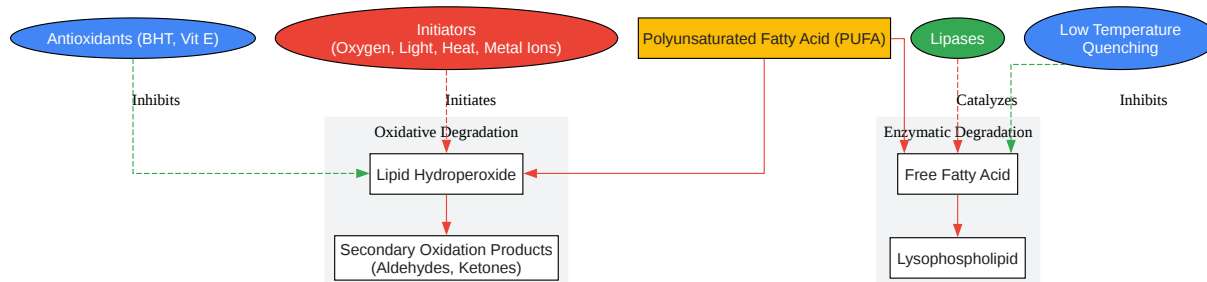 Antioxidants (BHT, Vit E)
Initiators
(Oxygen, Light, Heat, Metal Ions)
Polyunsaturated Fatty Acid (PUFA)
Lipases
Low Temperature
Quenching
Inhibits
Initiates
Catalyzes
Inhibits
Oxidative Degradation
Enzymatic Degradation
Lipid Hydroperoxide
Free Fatty Acid
Secondary Oxidation Products
(Aldehydes, Ketones)
Lysophospholipid